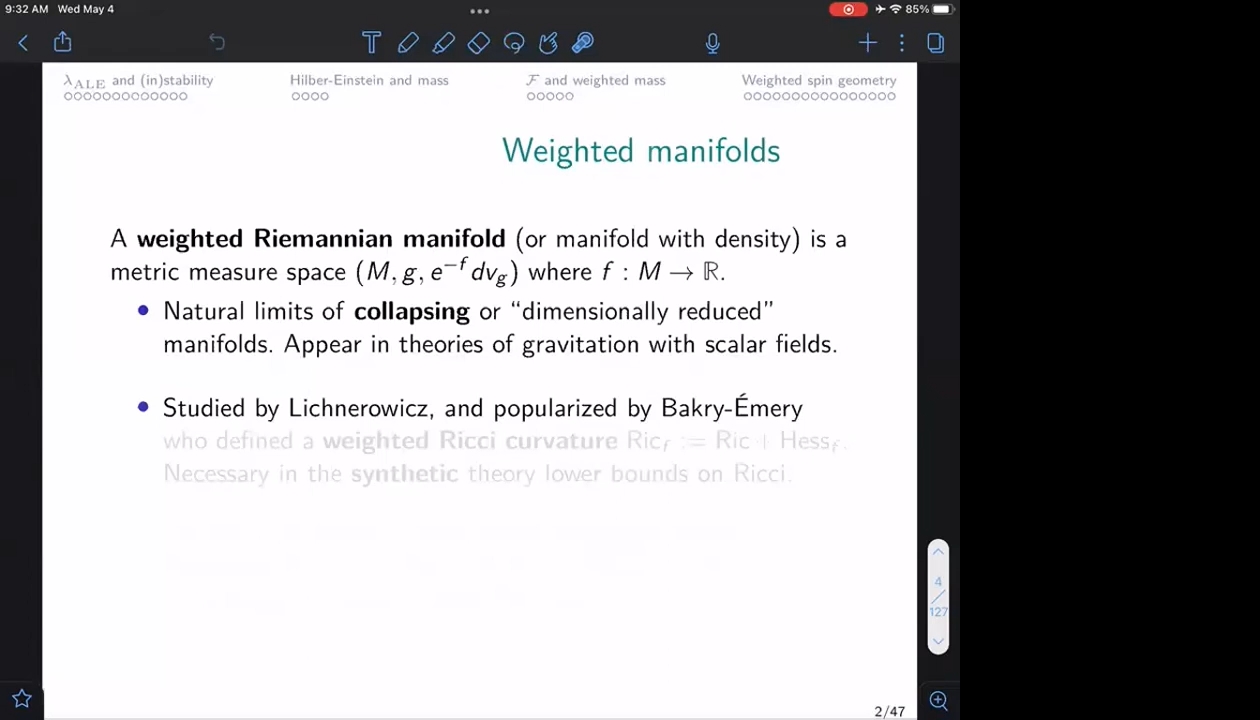 9:32 AM Wed May 4
85%
λALE and (in)stability
Hilber-Einstein and mass
ℱ and weighted mass
Weighted spin geometry
Weighted manifolds
A weighted Riemannian manifold (or manifold with density) is a
metric measure space (M, g, e^{-f} dv_g) where f : M → ℝ.
• Natural limits of collapsing or “dimensionally reduced”
manifolds. Appear in theories of gravitation with scalar fields.
• Studied by Lichnerowicz, and popularized by Bakry-Émery
who defined a weighted Ricci curvature Ric_f := Ric + Hess_f.
Necessary in the synthetic theory lower bounds on Ricci.
4
/
127
2/47